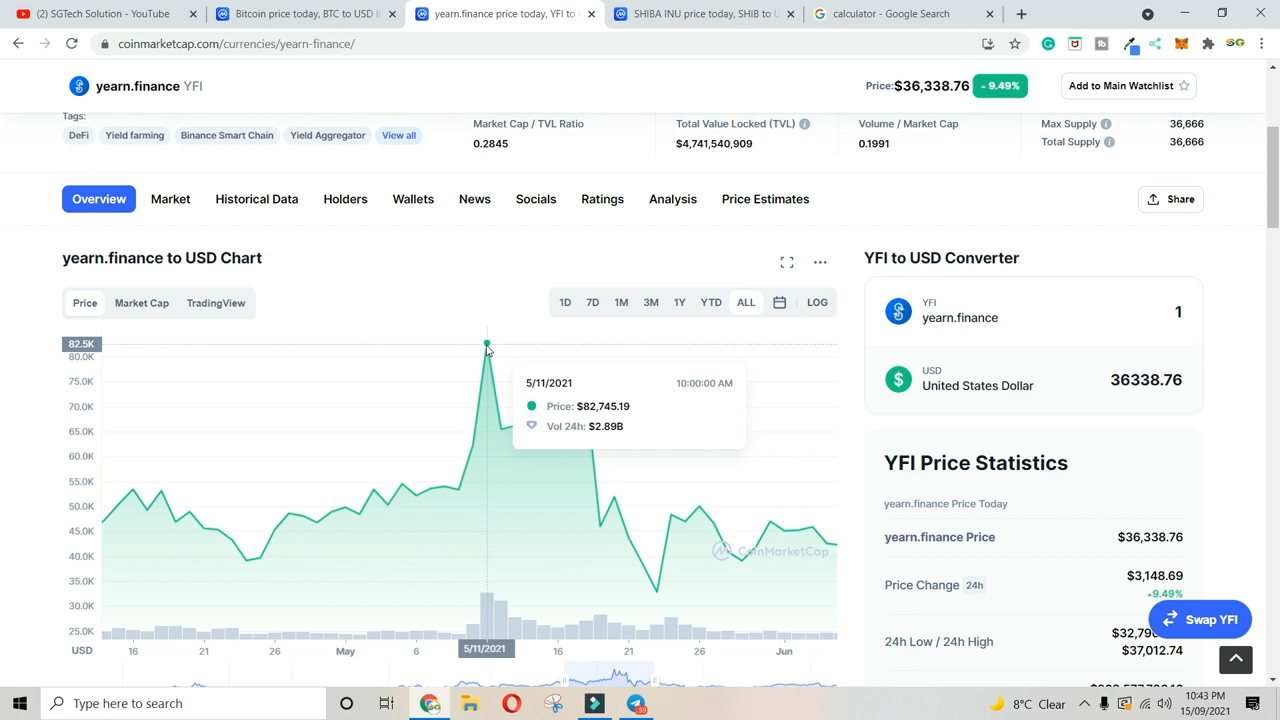 (2) SGTech Solution - YouTube
Bitcoin price today, BTC to USD li
yearn.finance price today, YFI to
SHIBA INU price today, SHIB to U
calculator - Google Search
coinmarketcap.com/currencies/yearn-finance/
yearn.finance YFI
Price:$36,338.76
9.49%
Add to Main Watchlist
Tags:
DeFi
Yield farming
Binance Smart Chain
Yield Aggregator
View all
Market Cap / TVL Ratio
0.2845
Total Value Locked (TVL)
$4,741,540,909
Volume / Market Cap
0.1991
Max Supply
36,666
Total Supply
36,666
Overview
Market
Historical Data
Holders
Wallets
News
Socials
Ratings
Analysis
Price Estimates
Share
yearn.finance to USD Chart
Price
Market Cap
TradingView
1D
7D
1M
3M
1Y
YTD
ALL
LOG
82.5K
80.0K
75.0K
70.0K
65.0K
60.0K
55.0K
50.0K
45.0K
40.0K
35.0K
30.0K
25.0K
5/11/2021
10:00:00 AM
Price: $82,745.19
Vol 24h: $2.89B
CoinMarketCap
USD
16
21
26
May
6
5/11/2021
16
21
26
Jun
YFI to USD Converter
YFI
yearn.finance
1
USD
United States Dollar
36338.76
YFI Price Statistics
yearn.finance Price Today
yearn.finance Price
$36,338.76
Price Change 24h
$3,148.69
9.49%
24h Low / 24h High
$37,012.74
Swap YFI
Type here to search
8°C Clear
10:43 PM
15/09/2021